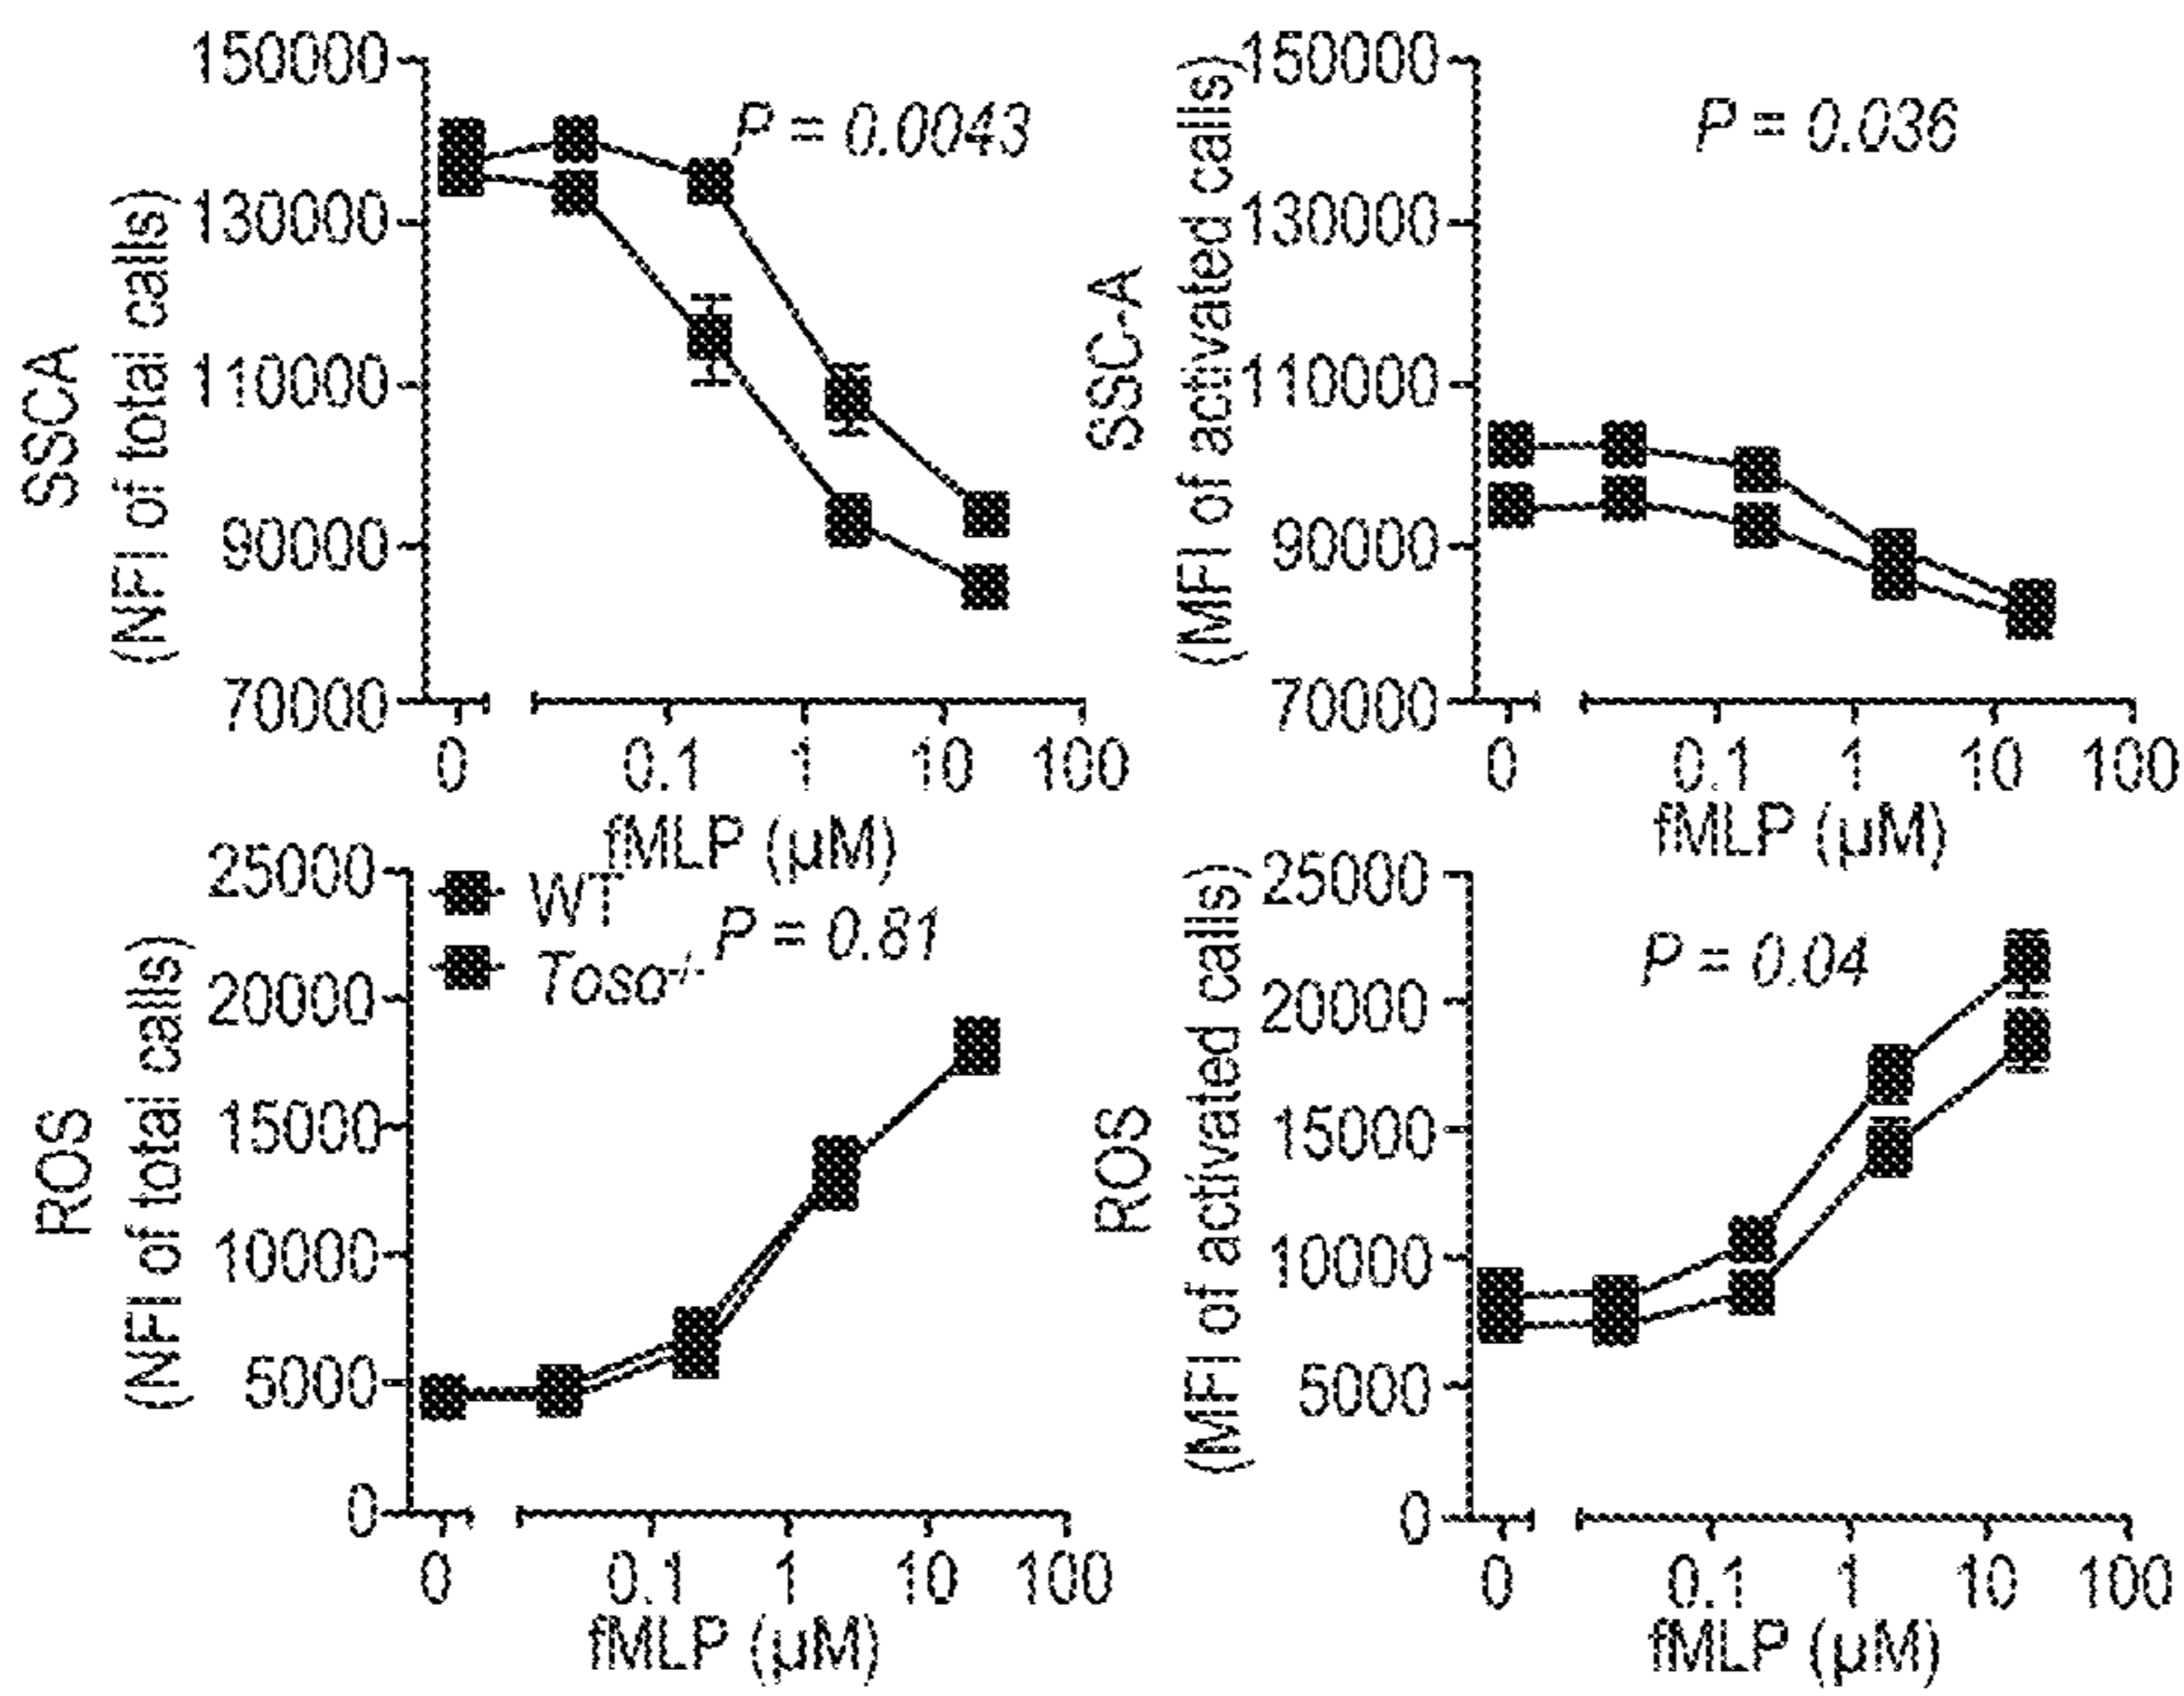 SSCA
(NFI of total calls)
150000
130000
110000
90000
70000
P = 0.0043
0 0.1 1 10 100
fMLP (µM)
SSC-A
(MFI of activated calls)
150000
130000
110000
90000
70000
P = 0.036
0 0.1 1 10 100
fMLP (µM)
ROS
(NFI of total calls)
25000
20000
15000
10000
5000
0
WT
Toso-/-
P = 0.81
0 0.1 1 10 100
fMLP (µM)
ROS
(MFI of activated calls)
25000
20000
15000
10000
5000
0
P = 0.04
0 0.1 1 10 100
fMLP (µM)